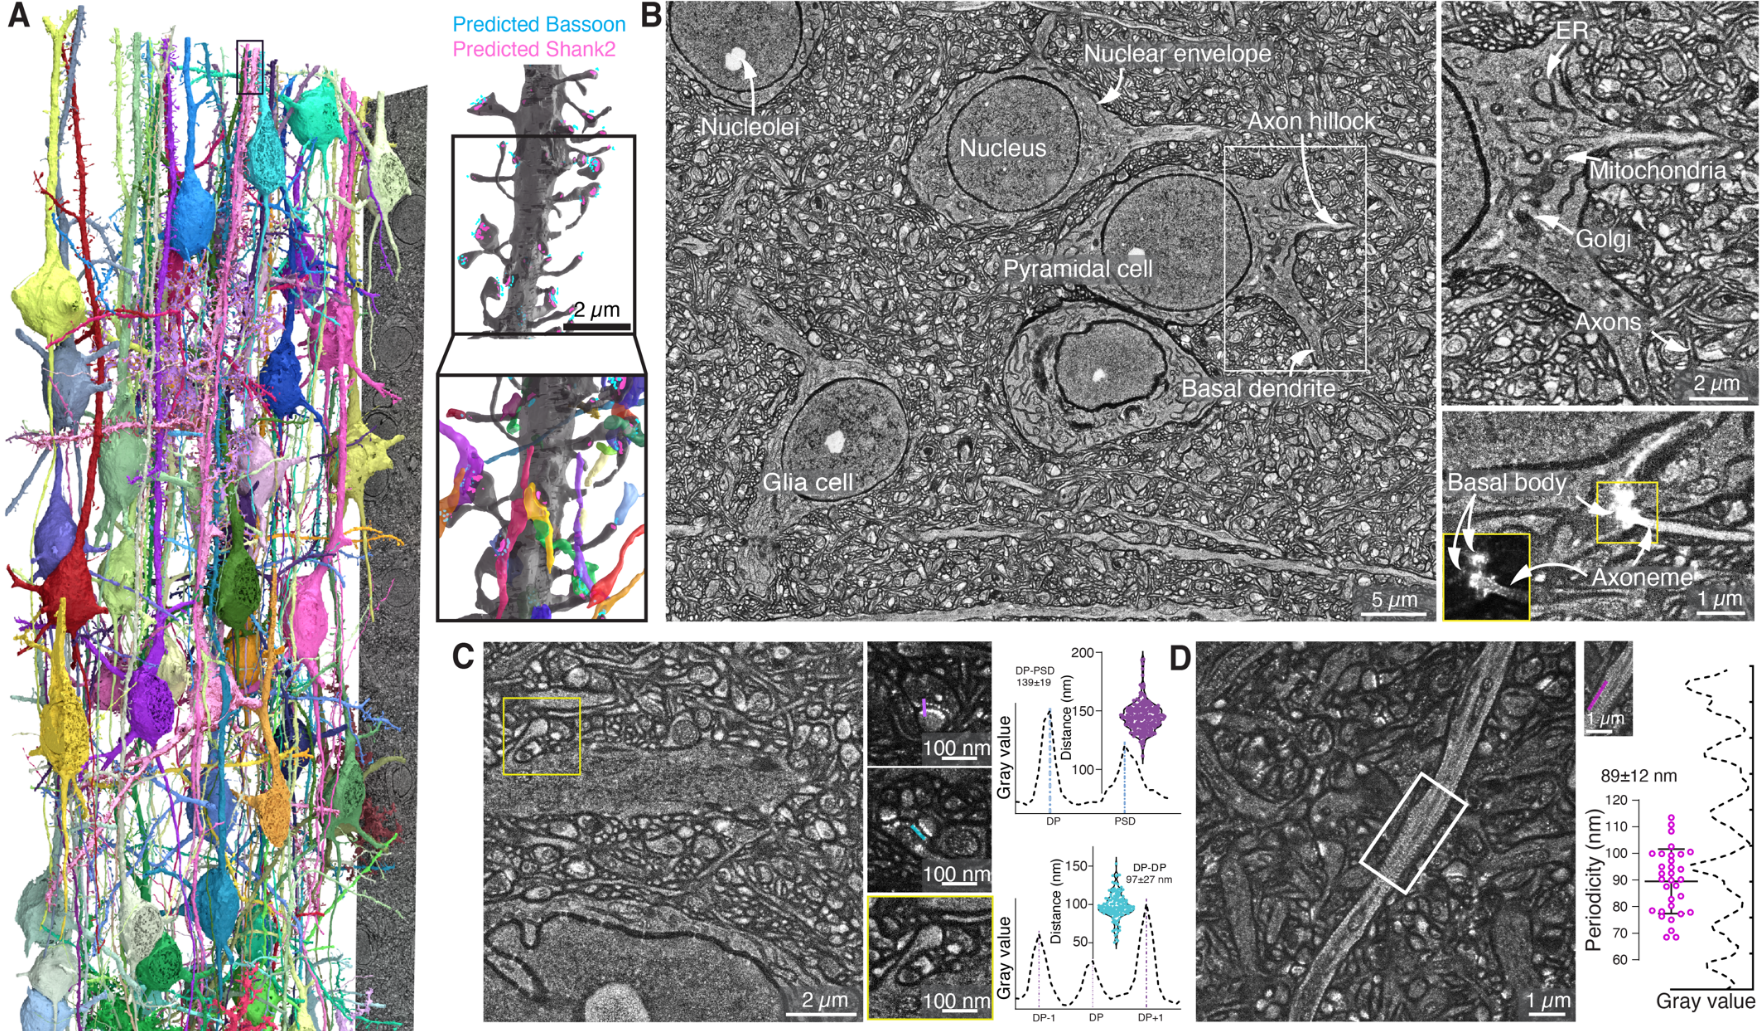 A
Predicted Bassoon
Predicted Shank2
2 µm
B
Nucleolei
Nuclear envelope
Nucleus
Axon hillock
Pyramidal cell
Basal dendrite
Glia cell
5 µm
ER
Mitochondria
Golgi
Axons
2 µm
Basal body
Axoneme
1 µm
C
2 µm
100 nm
100 nm
100 nm
DP-PSD
139±19
Distance (nm)
200
150
100
Gray value
DP
PSD
Distance (nm)
150
100
50
DP-DP
97±27 nm
Gray value
DP-1
DP
DP+1
D
1 µm
1 µm
89±12 nm
Periodicity (nm)
120
110
100
90
80
70
60
Gray value